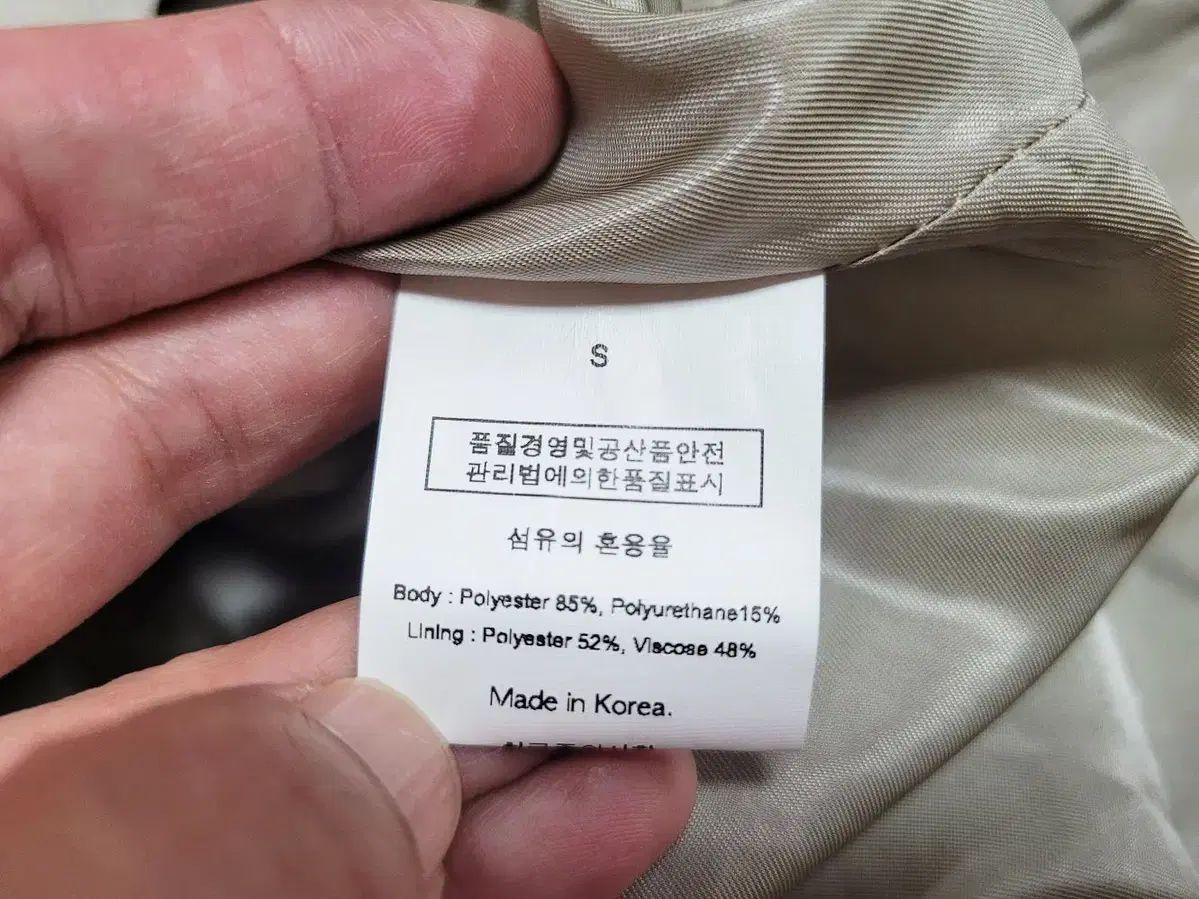 S
품질경영및공산품안전
관리법에의한품질표시
섬유의 혼용율
Body : Polyester 85%, Polyurethane15%
Lining : Polyester 52%, Viscose 48%
Made in Korea.